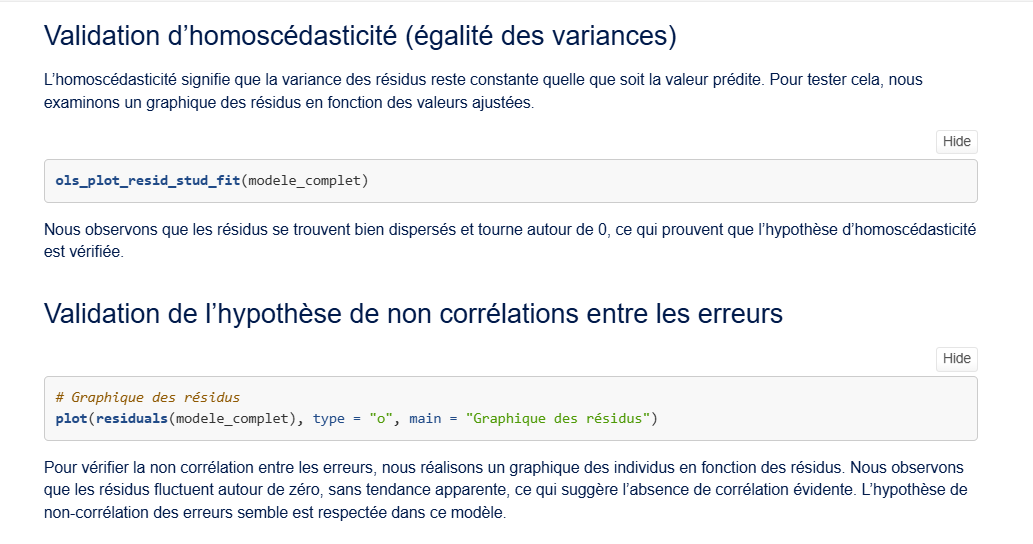 Validation d’homoscédasticité (égalité des variances)
L’homoscédasticité signifie que la variance des résidus reste constante quelle que soit la valeur prédite. Pour tester cela, nous
examinons un graphique des résidus en fonction des valeurs ajustées.
Hide
ols_plot_resid_stud_fit(modele_complet)
Nous observons que les résidus se trouvent bien dispersés et tourne autour de 0, ce qui prouvent que l’hypothèse d’homoscédasticité
est vérifiée.
Validation de l’hypothèse de non corrélations entre les erreurs
Hide
# Graphique des résidus
plot(residuals(modele_complet), type = "o", main = "Graphique des résidus")
Pour vérifier la non corrélation entre les erreurs, nous réalisons un graphique des individus en fonction des résidus. Nous observons
que les résidus fluctuent autour de zéro, sans tendance apparente, ce qui suggère l’absence de corrélation évidente. L’hypothèse de
non-corrélation des erreurs semble est respectée dans ce modèle.